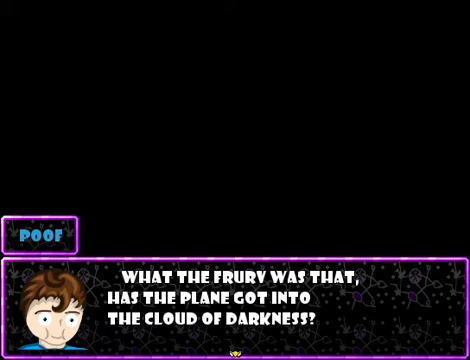 POOF
WHAT THE FRURY WAS THAT,
HAS THE PLANE GOT INTO
THE CLOUD OF DARKNESS?